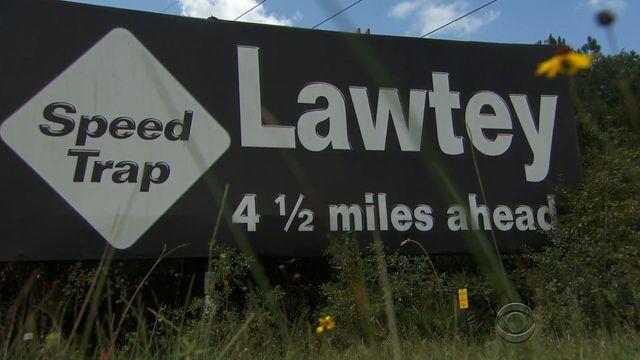 Speed
Trap
Lawtey
4 ½ miles ahead